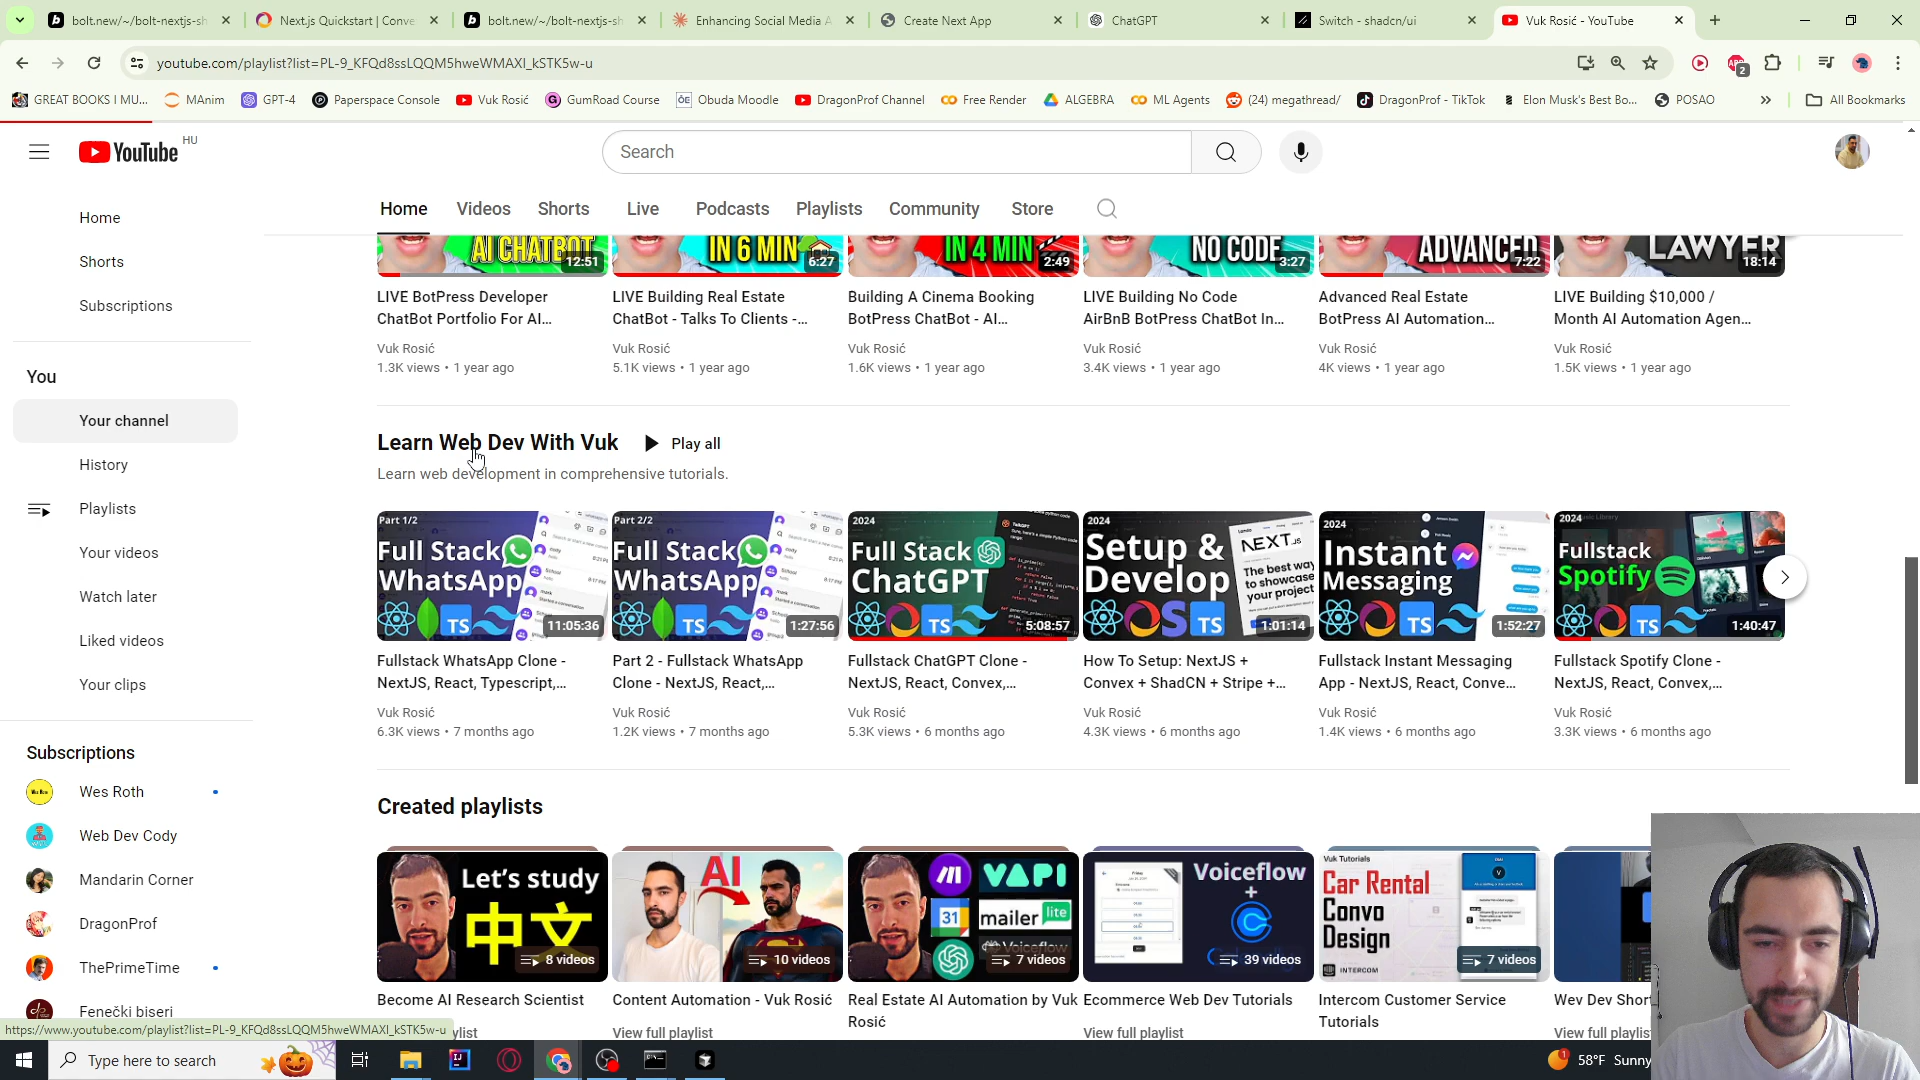 bolt.new/~/bolt-nextjs-sh
Next.js Quickstart | Conve
bolt.new/~/bolt-nextjs-sh
Enhancing Social Media A
Create Next App
ChatGPT
Switch - shadcn/ui
Vuk Rosić - YouTube
youtube.com/playlist?list=PL-9_KFQd8ssLQQM5hweWMAXI_kSTK5w-u
2
GREAT BOOKS I MU...
MAnim
GPT-4
Paperspace Console
Vuk Rosić
GumRoad Course
Obuda Moodle
DragonProf Channel
Free Render
ALGEBRA
ML Agents
(24) megathread/
DragonProf - TikTok
Elon Musk's Best Bo...
POSAO
All Bookmarks
YouTube HU
Search
Home
Shorts
Subscriptions
You
Your channel
History
Playlists
Your videos
Watch later
Liked videos
Your clips
Subscriptions
Wes Roth
Web Dev Cody
Mandarin Corner
DragonProf
ThePrimeTime
Fenečki biseri
Home Videos Shorts Live Podcasts Playlists Community Store
AI CHATBOT
12:51
LIVE BotPress Developer
ChatBot Portfolio For AI...
Vuk Rosić
1.3K views • 1 year ago
IN 6 MIN
6:27
LIVE Building Real Estate
ChatBot - Talks To Clients -...
Vuk Rosić
5.1K views • 1 year ago
IN 4 MIN
2:49
Building A Cinema Booking
BotPress ChatBot - AI...
Vuk Rosić
1.6K views • 1 year ago
NO CODE
3:27
LIVE Building No Code
AirBnB BotPress ChatBot In...
Vuk Rosić
3.4K views • 1 year ago
ADVANCED
7:22
Advanced Real Estate
BotPress AI Automation...
Vuk Rosić
4K views • 1 year ago
LAWYER
18:14
LIVE Building $10,000 /
Month AI Automation Agen...
Vuk Rosić
1.5K views • 1 year ago
Learn Web Dev With Vuk Play all
Learn web development in comprehensive tutorials.
Part 1/2
Full Stack
WhatsApp
TS
11:05:36
Fullstack WhatsApp Clone -
NextJS, React, Typescript,...
Vuk Rosić
6.3K views • 7 months ago
Part 2/2
Full Stack
WhatsApp
TS
1:27:56
Part 2 - Fullstack WhatsApp
Clone - NextJS, React,...
Vuk Rosić
1.2K views • 7 months ago
2024
Full Stack
ChatGPT
TS
5:08:57
Fullstack ChatGPT Clone -
NextJS, React, Convex,...
Vuk Rosić
5.3K views • 6 months ago
2024
Setup &
Develop
NEXT.JS
The best way
to showcase
your project
TS
1:01:14
How To Setup: NextJS +
Convex + ShadCN + Stripe +...
Vuk Rosić
4.3K views • 6 months ago
2024
Instant
Messaging
TS
1:52:27
Fullstack Instant Messaging
App - NextJS, React, Conve...
Vuk Rosić
1.4K views • 6 months ago
2024
Fullstack
Spotify
TS
1:40:47
Fullstack Spotify Clone -
NextJS, React, Convex,...
Vuk Rosić
3.3K views • 6 months ago
Created playlists
Let's study
中文
8 videos
Become AI Research Scientist
AI
10 videos
Content Automation - Vuk Rosić
View full playlist
VAPI
31
mailer lite
Voiceflow
7 videos
Real Estate AI Automation by Vuk
Rosić
Voiceflow
+
39 videos
Ecommerce Web Dev Tutorials
View full playlist
Vuk Tutorials
Car Rental
Convo
Design
INTERCOM
7 videos
Intercom Customer Service
Tutorials
Wev Dev Shor
View full playlis
https://www.youtube.com/playlist?list=PL-9_KFQd8ssLQQM5hweWMAXI_kSTK5w-u
ylist
Type here to search
1
58°F Sunny